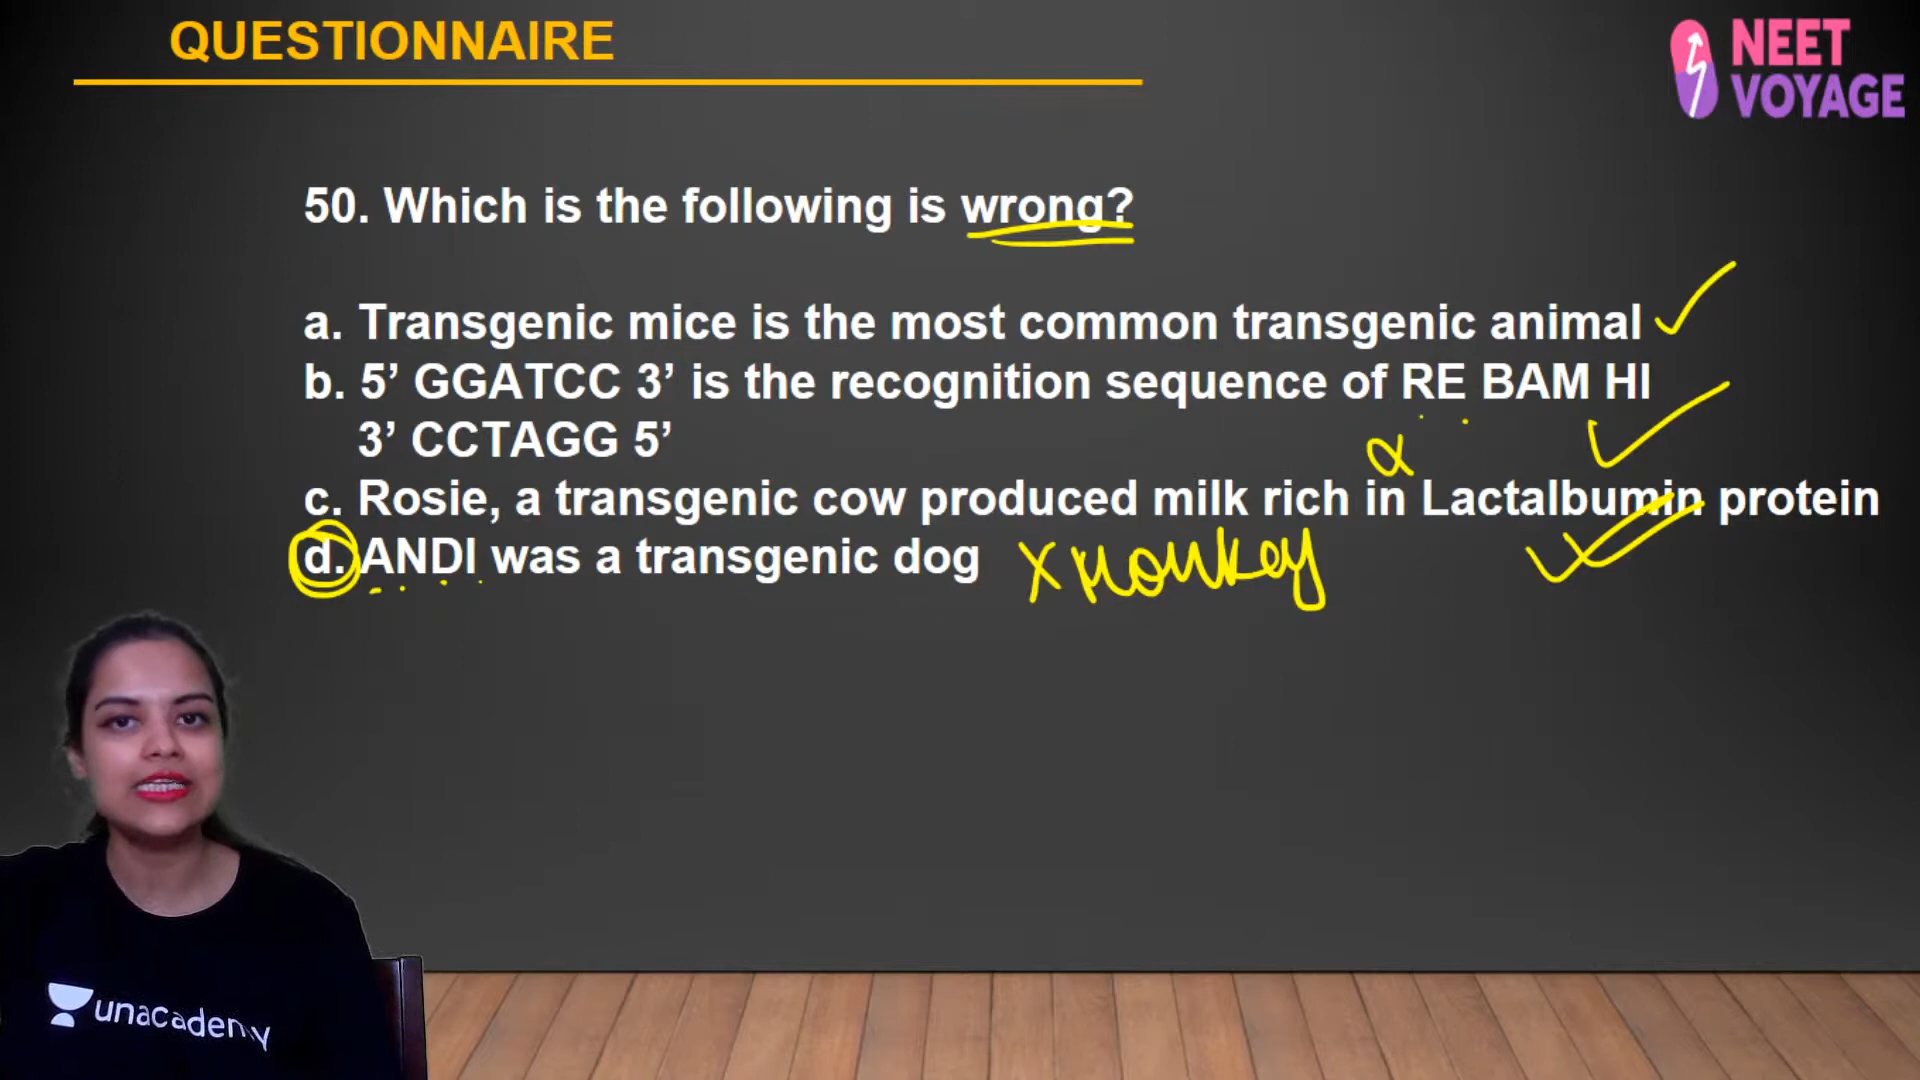 QUESTIONNAIRE
NEET
VOYAGE
50. Which is the following is wrong?
a. Transgenic mice is the most common transgenic animal
b. 5’ GGATCC 3’ is the recognition sequence of RE BAM HI
3’ CCTAGG 5’
α
c. Rosie, a transgenic cow produced milk rich in Lactalbumin protein
d. ANDI was a transgenic dog x Monkey
unacademy